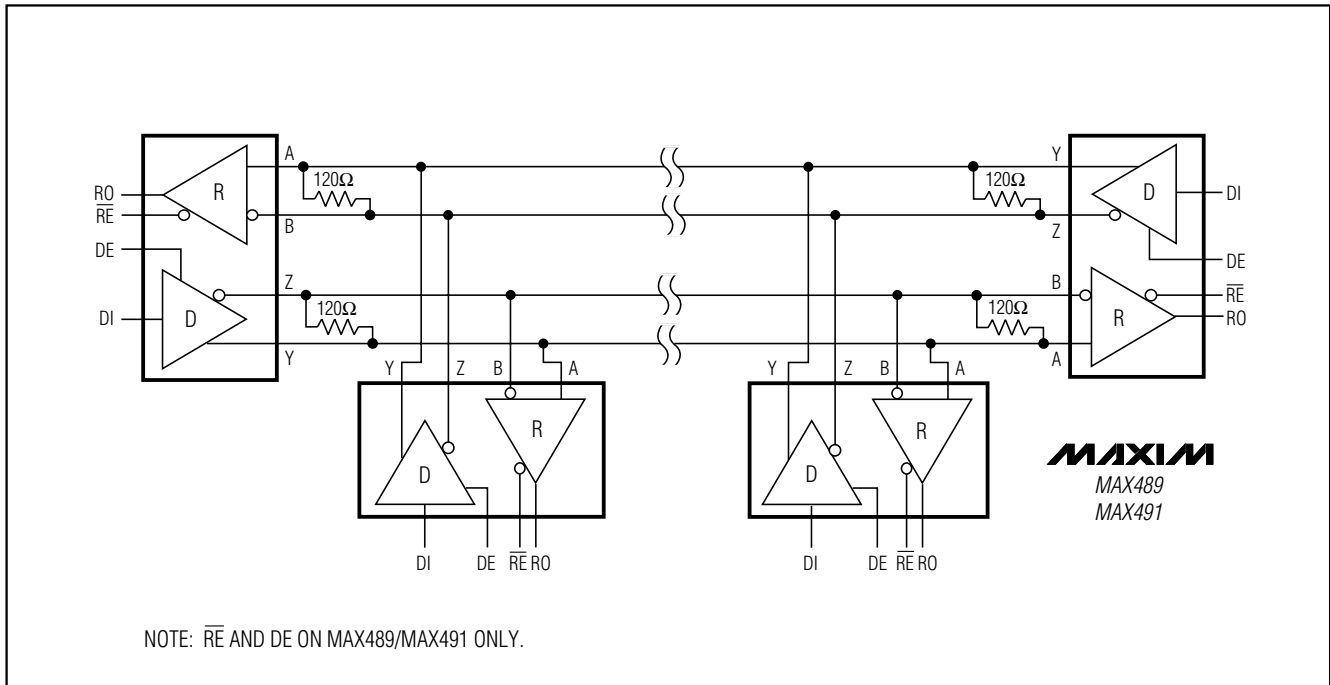 A
Y
120Ω
120Ω
RO
R
D
DI
RE
B
Z
DE
DE
Z
B
RE
DI
D
120Ω
120Ω
R
RO
Y
A
Y Z B A
Y Z B A
R
R
D
D
MAXIM
MAX489
MAX491
DI DE RE RO
DI DE RE RO
NOTE: RE AND DE ON MAX489/MAX491 ONLY.